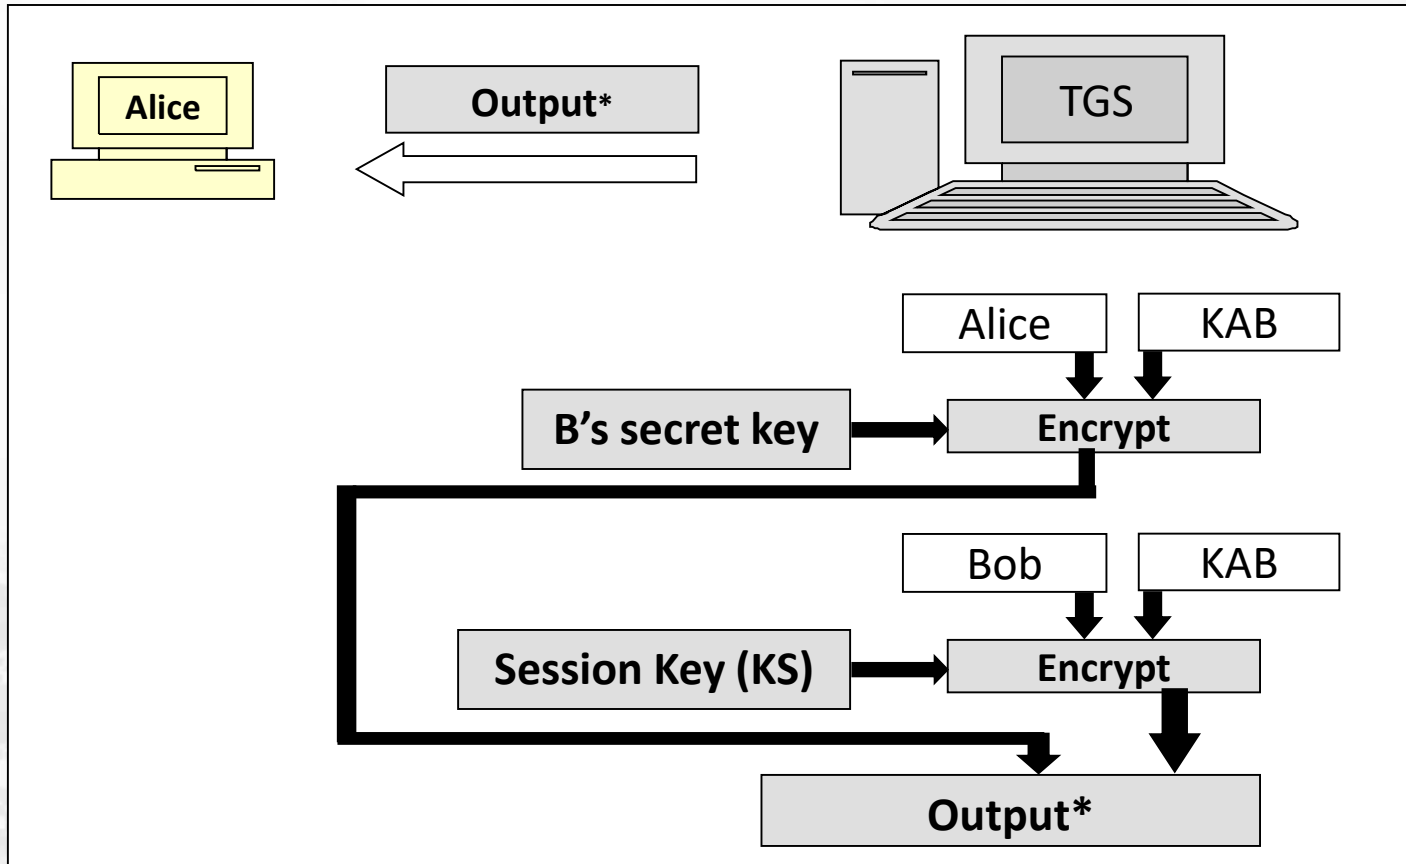 Alice
Output*
TGS
Alice
KAB
B’s secret key
Encrypt
Bob
KAB
Session Key (KS)
Encrypt
Output*